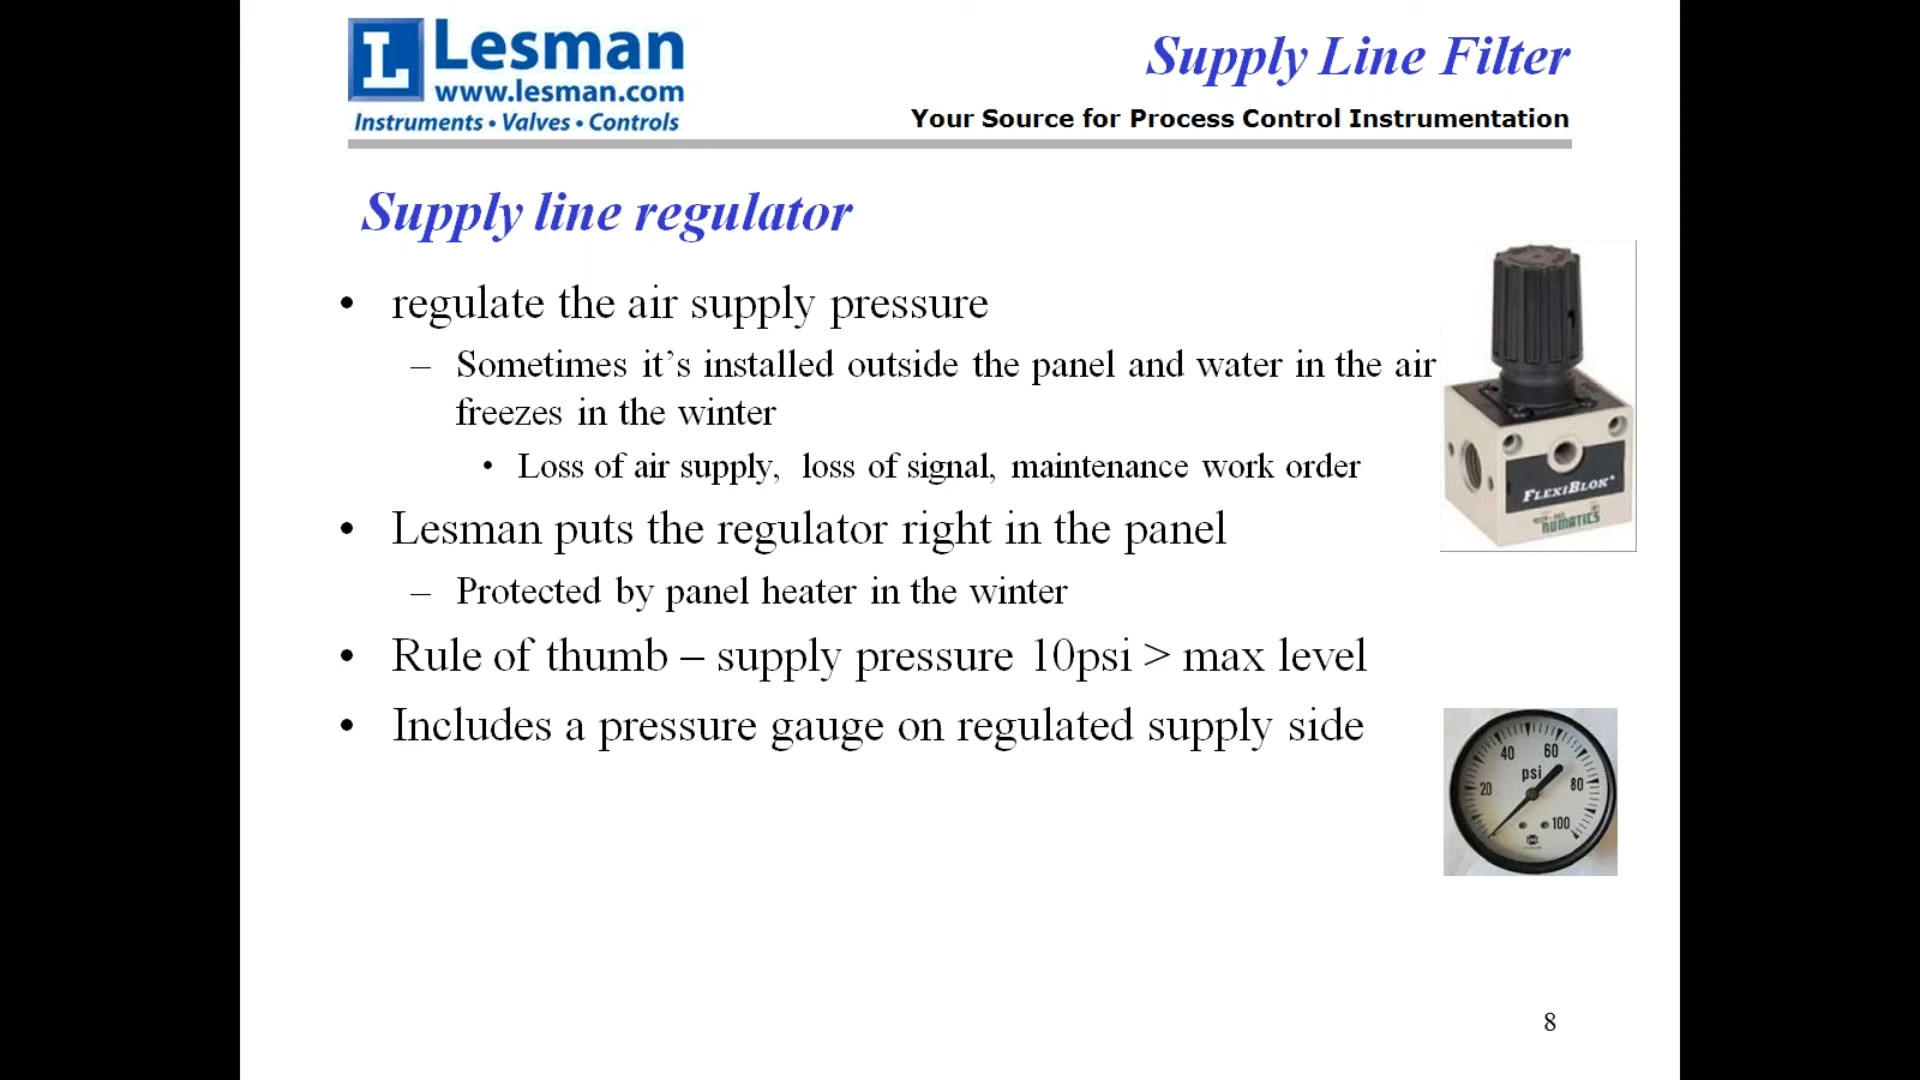 Lesman
www.lesman.com
Instruments • Valves • Controls
Supply Line Filter
Your Source for Process Control Instrumentation
Supply line regulator
• regulate the air supply pressure
– Sometimes it’s installed outside the panel and water in the air
freezes in the winter
• Loss of air supply, loss of signal, maintenance work order
• Lesman puts the regulator right in the panel
– Protected by panel heater in the winter
• Rule of thumb – supply pressure 10psi > max level
• Includes a pressure gauge on regulated supply side
FLEXIBLOK
numatics
40 60
psi
20 80
100
8